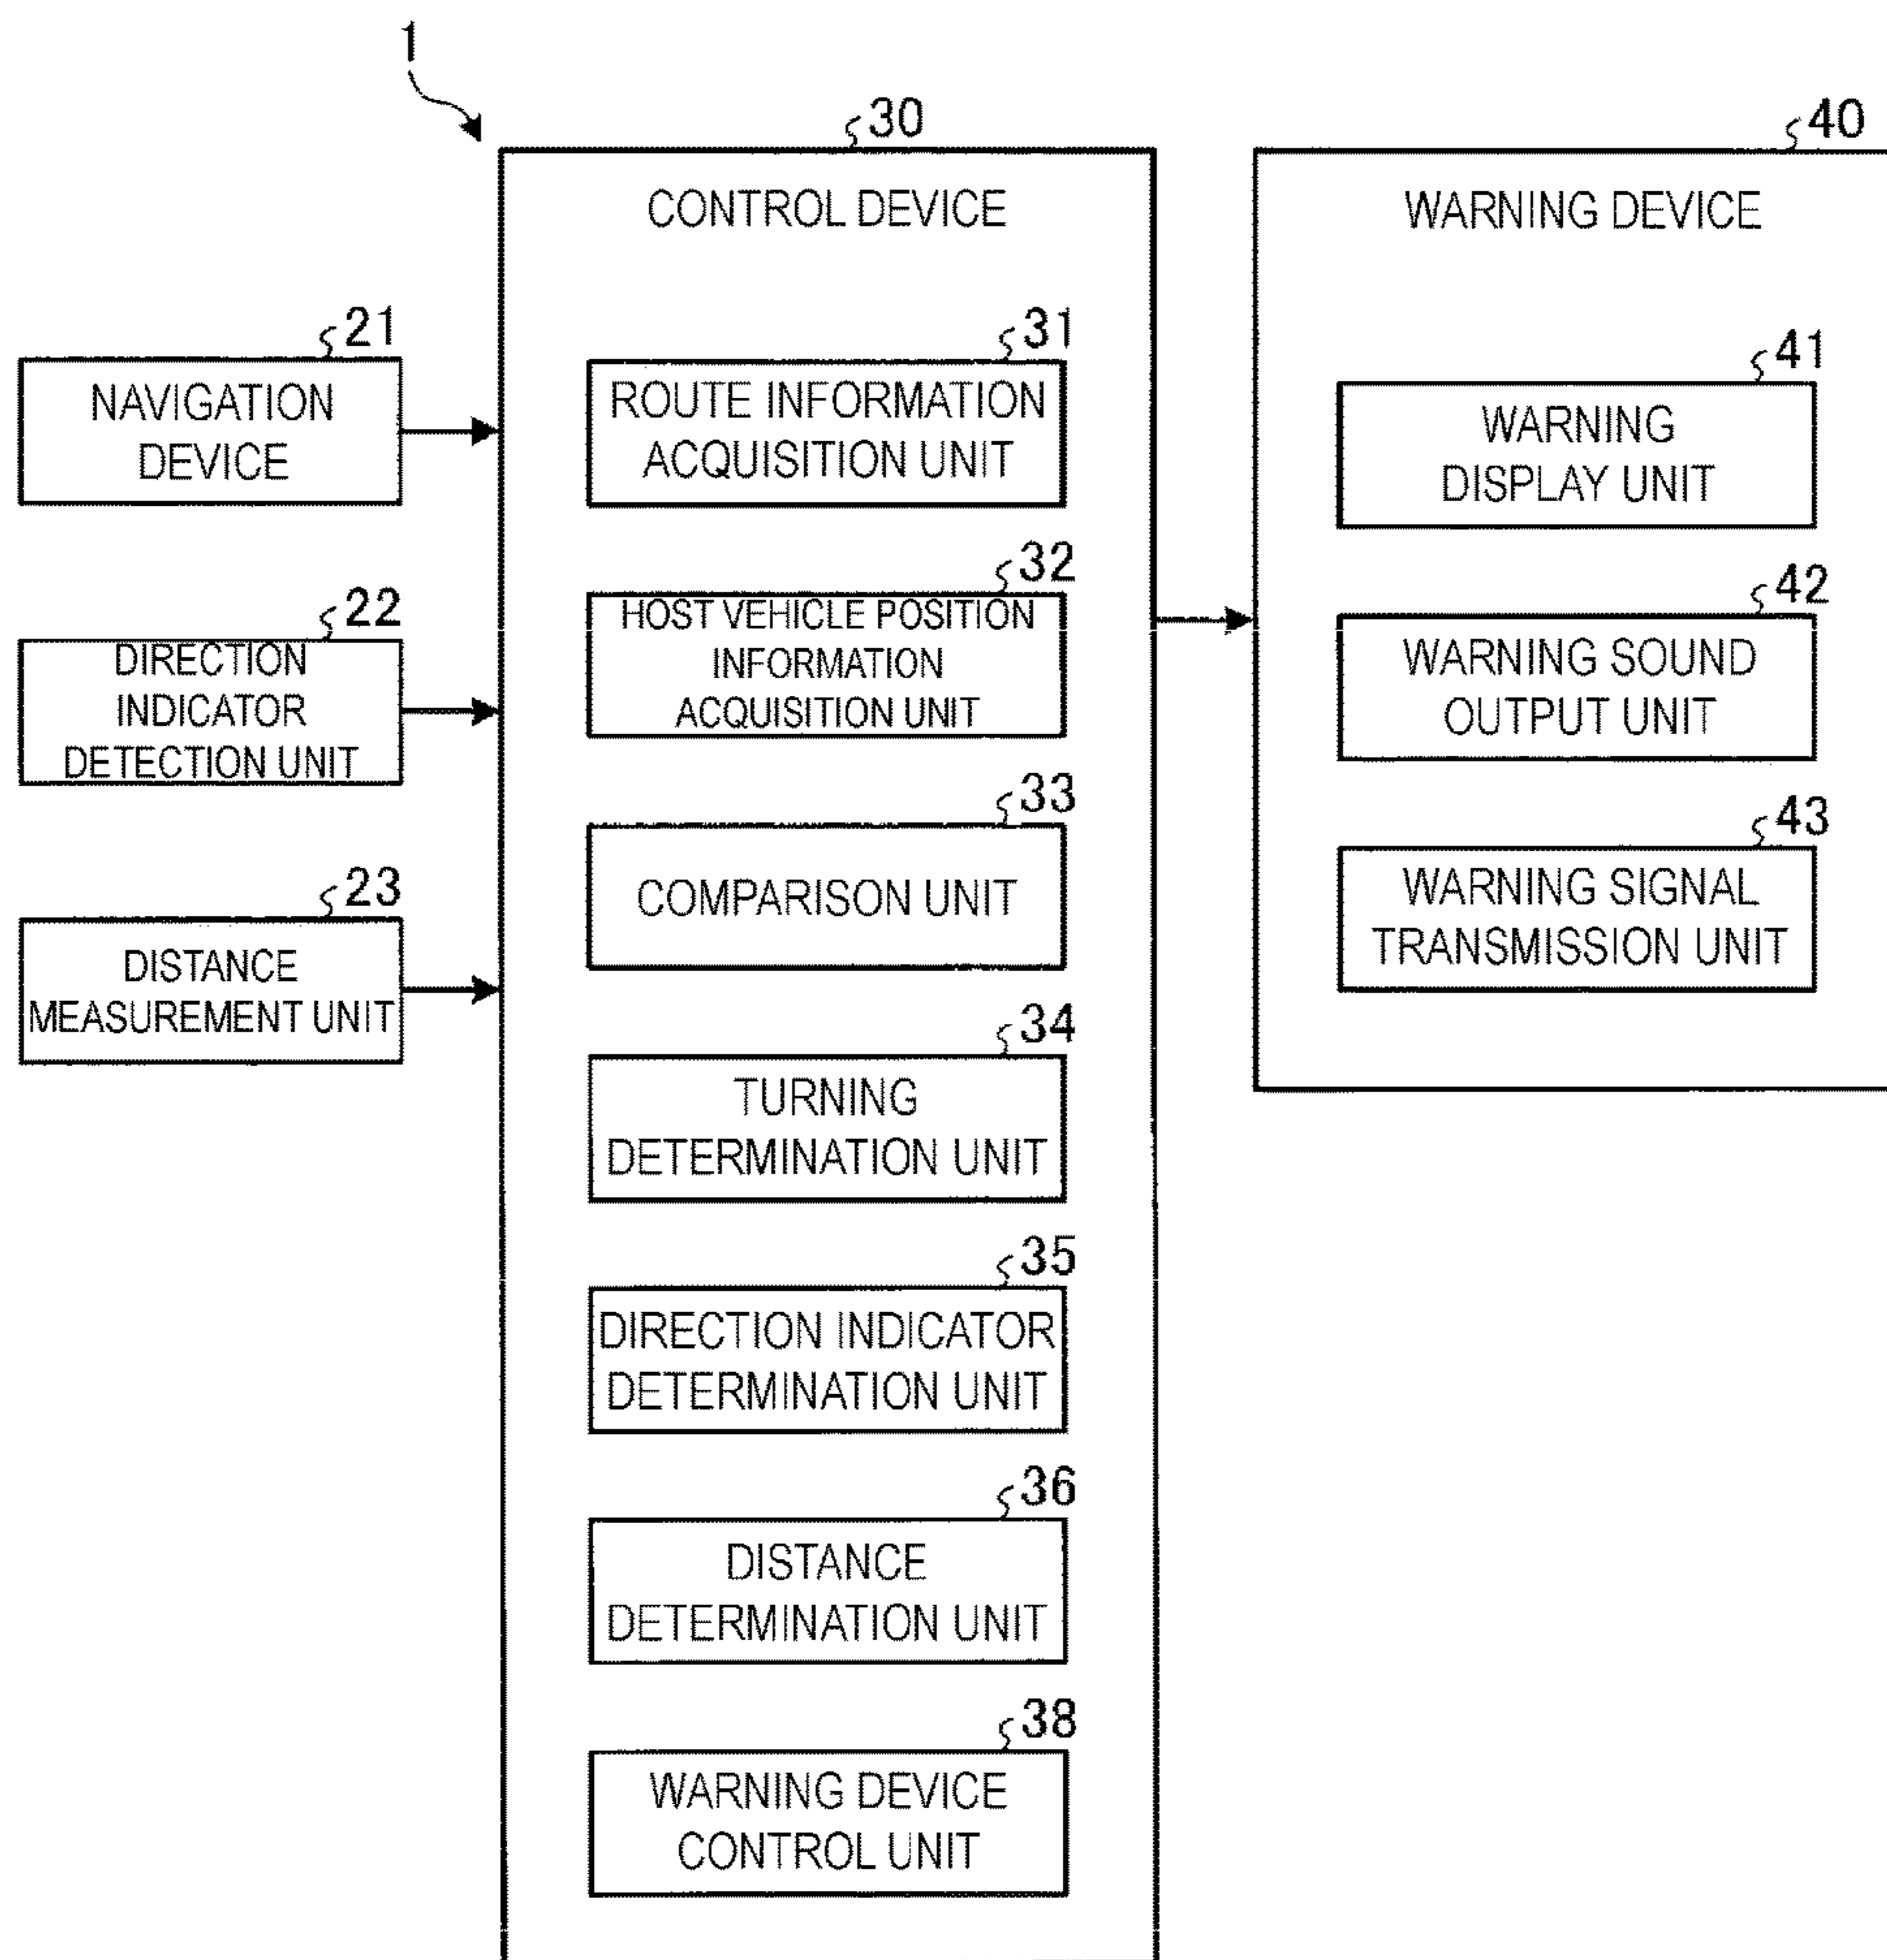 1
30
CONTROL DEVICE
40
WARNING DEVICE
21
NAVIGATION
DEVICE
22
DIRECTION
INDICATOR
DETECTION UNIT
23
DISTANCE
MEASUREMENT UNIT
31
ROUTE INFORMATION
ACQUISITION UNIT
32
HOST VEHICLE POSITION
INFORMATION
ACQUISITION UNIT
33
COMPARISON UNIT
34
TURNING
DETERMINATION UNIT
35
DIRECTION INDICATOR
DETERMINATION UNIT
36
DISTANCE
DETERMINATION UNIT
38
WARNING DEVICE
CONTROL UNIT
41
WARNING
DISPLAY UNIT
42
WARNING SOUND
OUTPUT UNIT
43
WARNING SIGNAL
TRANSMISSION UNIT